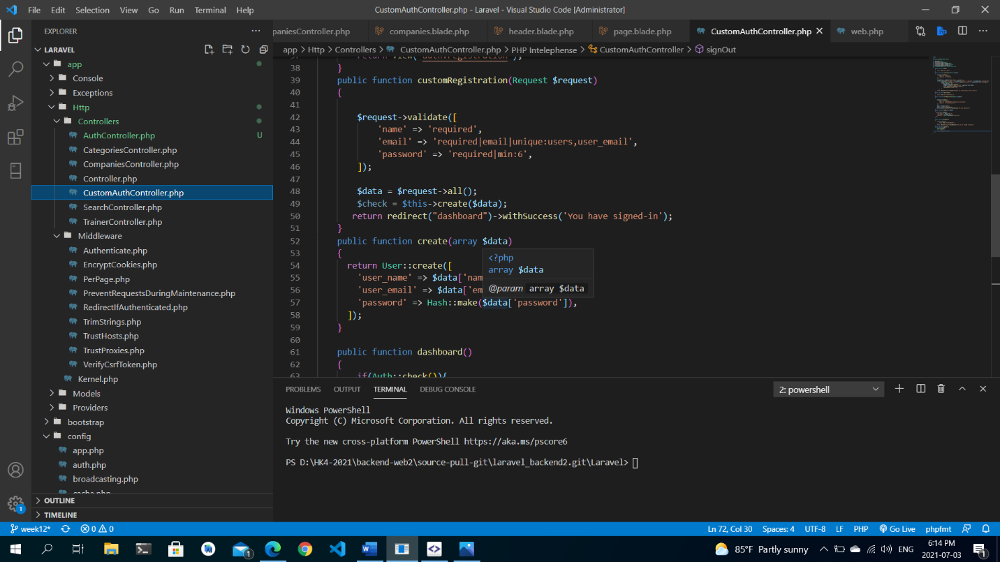 File Edit Selection View Go Run Terminal Help CustomAuthController.php - Laravel - Visual Studio Code [Administrator]
EXPLORER
paniesController.php companies.blade.php header.blade.php page.blade.php CustomAuthController.php web.php
LARAVEL
app > Http > Controllers > CustomAuthController.php > PHP Intelephense > CustomAuthController > signOut
app
Console
Exceptions
Http
Controllers
AuthController.php U
CategoriesController.php
CompaniesController.php
Controller.php
CustomAuthController.php
SearchController.php
TrainerController.php
Middleware
Authenticate.php
EncryptCookies.php
PerPage.php
PreventRequestsDuringMaintenance.php
RedirectIfAuthenticated.php
TrimStrings.php
TrustHosts.php
TrustProxies.php
VerifyCsrfToken.php
Kernel.php
Models
Providers
bootstrap
config
app.php
auth.php
broadcasting.php
cache.php
OUTLINE
TIMELINE
37 return view('auth.registration');
38 }
39 public function customRegistration(Request $request)
40 {
41
42 $request->validate([
43 'name' => 'required',
44 'email' => 'required|email|unique:users,user_email',
45 'password' => 'required|min:6',
46 ]);
47
48 $data = $request->all();
49 $check = $this->create($data);
50 return redirect("dashboard")->withSuccess('You have signed-in');
51 }
52 public function create(array $data)
53 {
54 return User::create([
55 'user_name' => $data['nam
56 'user_email' => $data['em
57 'password' => Hash::make($data['password']),
58 ]);
59 }
60
61 public function dashboard()
62 {
63 if(Auth::check()){
<?php
array $data
@param array $data
PROBLEMS OUTPUT TERMINAL DEBUG CONSOLE 2: powershell
Windows PowerShell
Copyright (C) Microsoft Corporation. All rights reserved.
Try the new cross-platform PowerShell https://aka.ms/pscore6
PS D:\HK4-2021\backend-web2\source-pull-git\laravel_backend2.git\Laravel>
1
week12* 0 0 Ln 72, Col 30 Spaces: 4 UTF-8 LF PHP Go Live phpfmt
1 85°F Partly sunny ENG 6:14 PM 2021-07-03 1